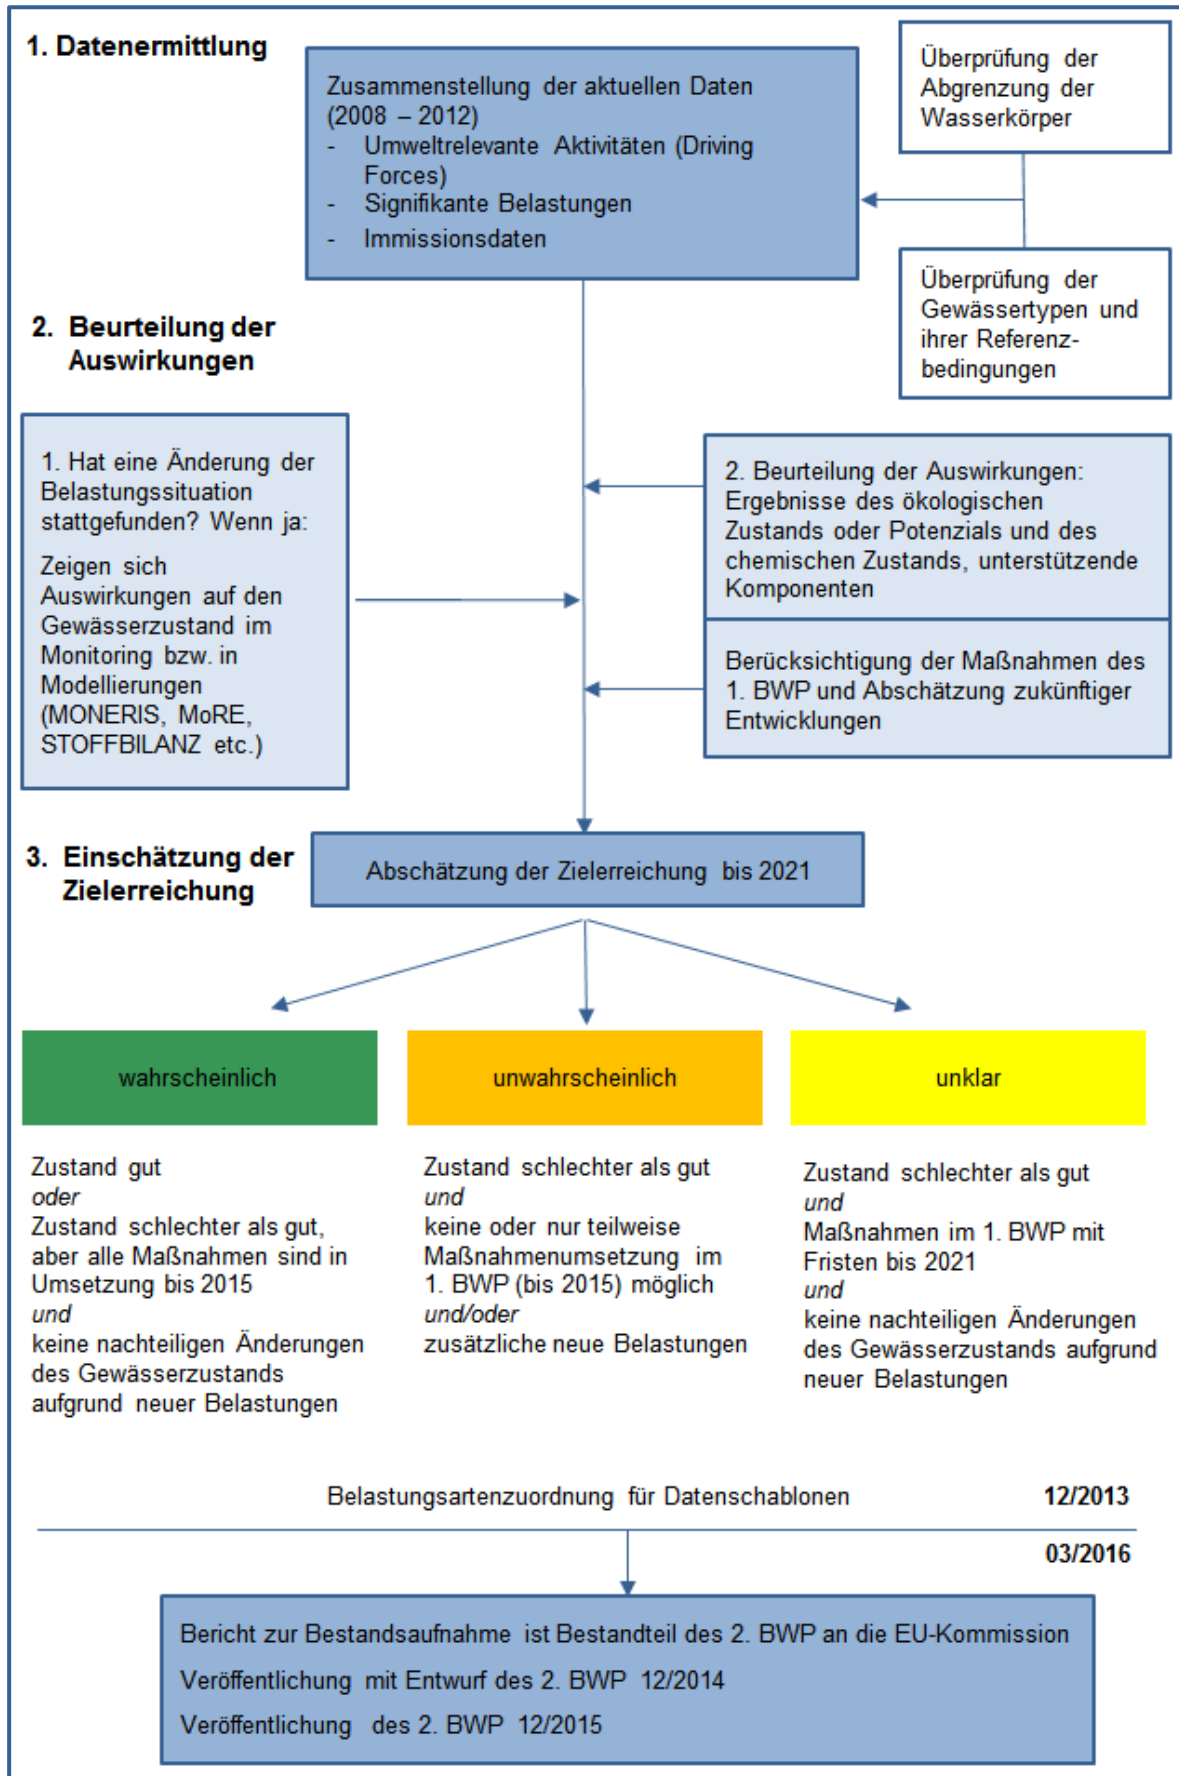 1. Datenermittlung
Zusammenstellung der aktuellen Daten
(2008 – 2012)
- Umweltrelevante Aktivitäten (Driving
Forces)
- Signifikante Belastungen
- Immissionsdaten
Überprüfung der
Abgrenzung der
Wasserkörper
Überprüfung der
Gewässertypen und
ihrer Referenz-
bedingungen
2. Beurteilung der
Auswirkungen
1. Hat eine Änderung der
Belastungssituation
stattgefunden? Wenn ja:
Zeigen sich
Auswirkungen auf den
Gewässerzustand im
Monitoring bzw. in
Modellierungen
(MONERIS, MoRE,
STOFFBILANZ etc.)
2. Beurteilung der Auswirkungen:
Ergebnisse des ökologischen
Zustands oder Potenzials und des
chemischen Zustands, unterstützende
Komponenten
Berücksichtigung der Maßnahmen des
1. BWP und Abschätzung zukünftiger
Entwicklungen
3. Einschätzung der
Zielerreichung
Abschätzung der Zielerreichung bis 2021
wahrscheinlich
Zustand gut
oder
Zustand schlechter als gut,
aber alle Maßnahmen sind in
Umsetzung bis 2015
und
keine nachteiligen Änderungen
des Gewässerzustands
aufgrund neuer Belastungen
unwahrscheinlich
Zustand schlechter als gut
und
keine oder nur teilweise
Maßnahmenumsetzung im
1. BWP (bis 2015) möglich
und/oder
zusätzliche neue Belastungen
unklar
Zustand schlechter als gut
und
Maßnahmen im 1. BWP mit
Fristen bis 2021
und
keine nachteiligen Änderungen
des Gewässerzustands aufgrund
neuer Belastungen
Belastungsartenzuordnung für Datenschablonen 12/2013
03/2016
Bericht zur Bestandsaufnahme ist Bestandteil des 2. BWP an die EU-Kommission
Veröffentlichung mit Entwurf des 2. BWP 12/2014
Veröffentlichung des 2. BWP 12/2015